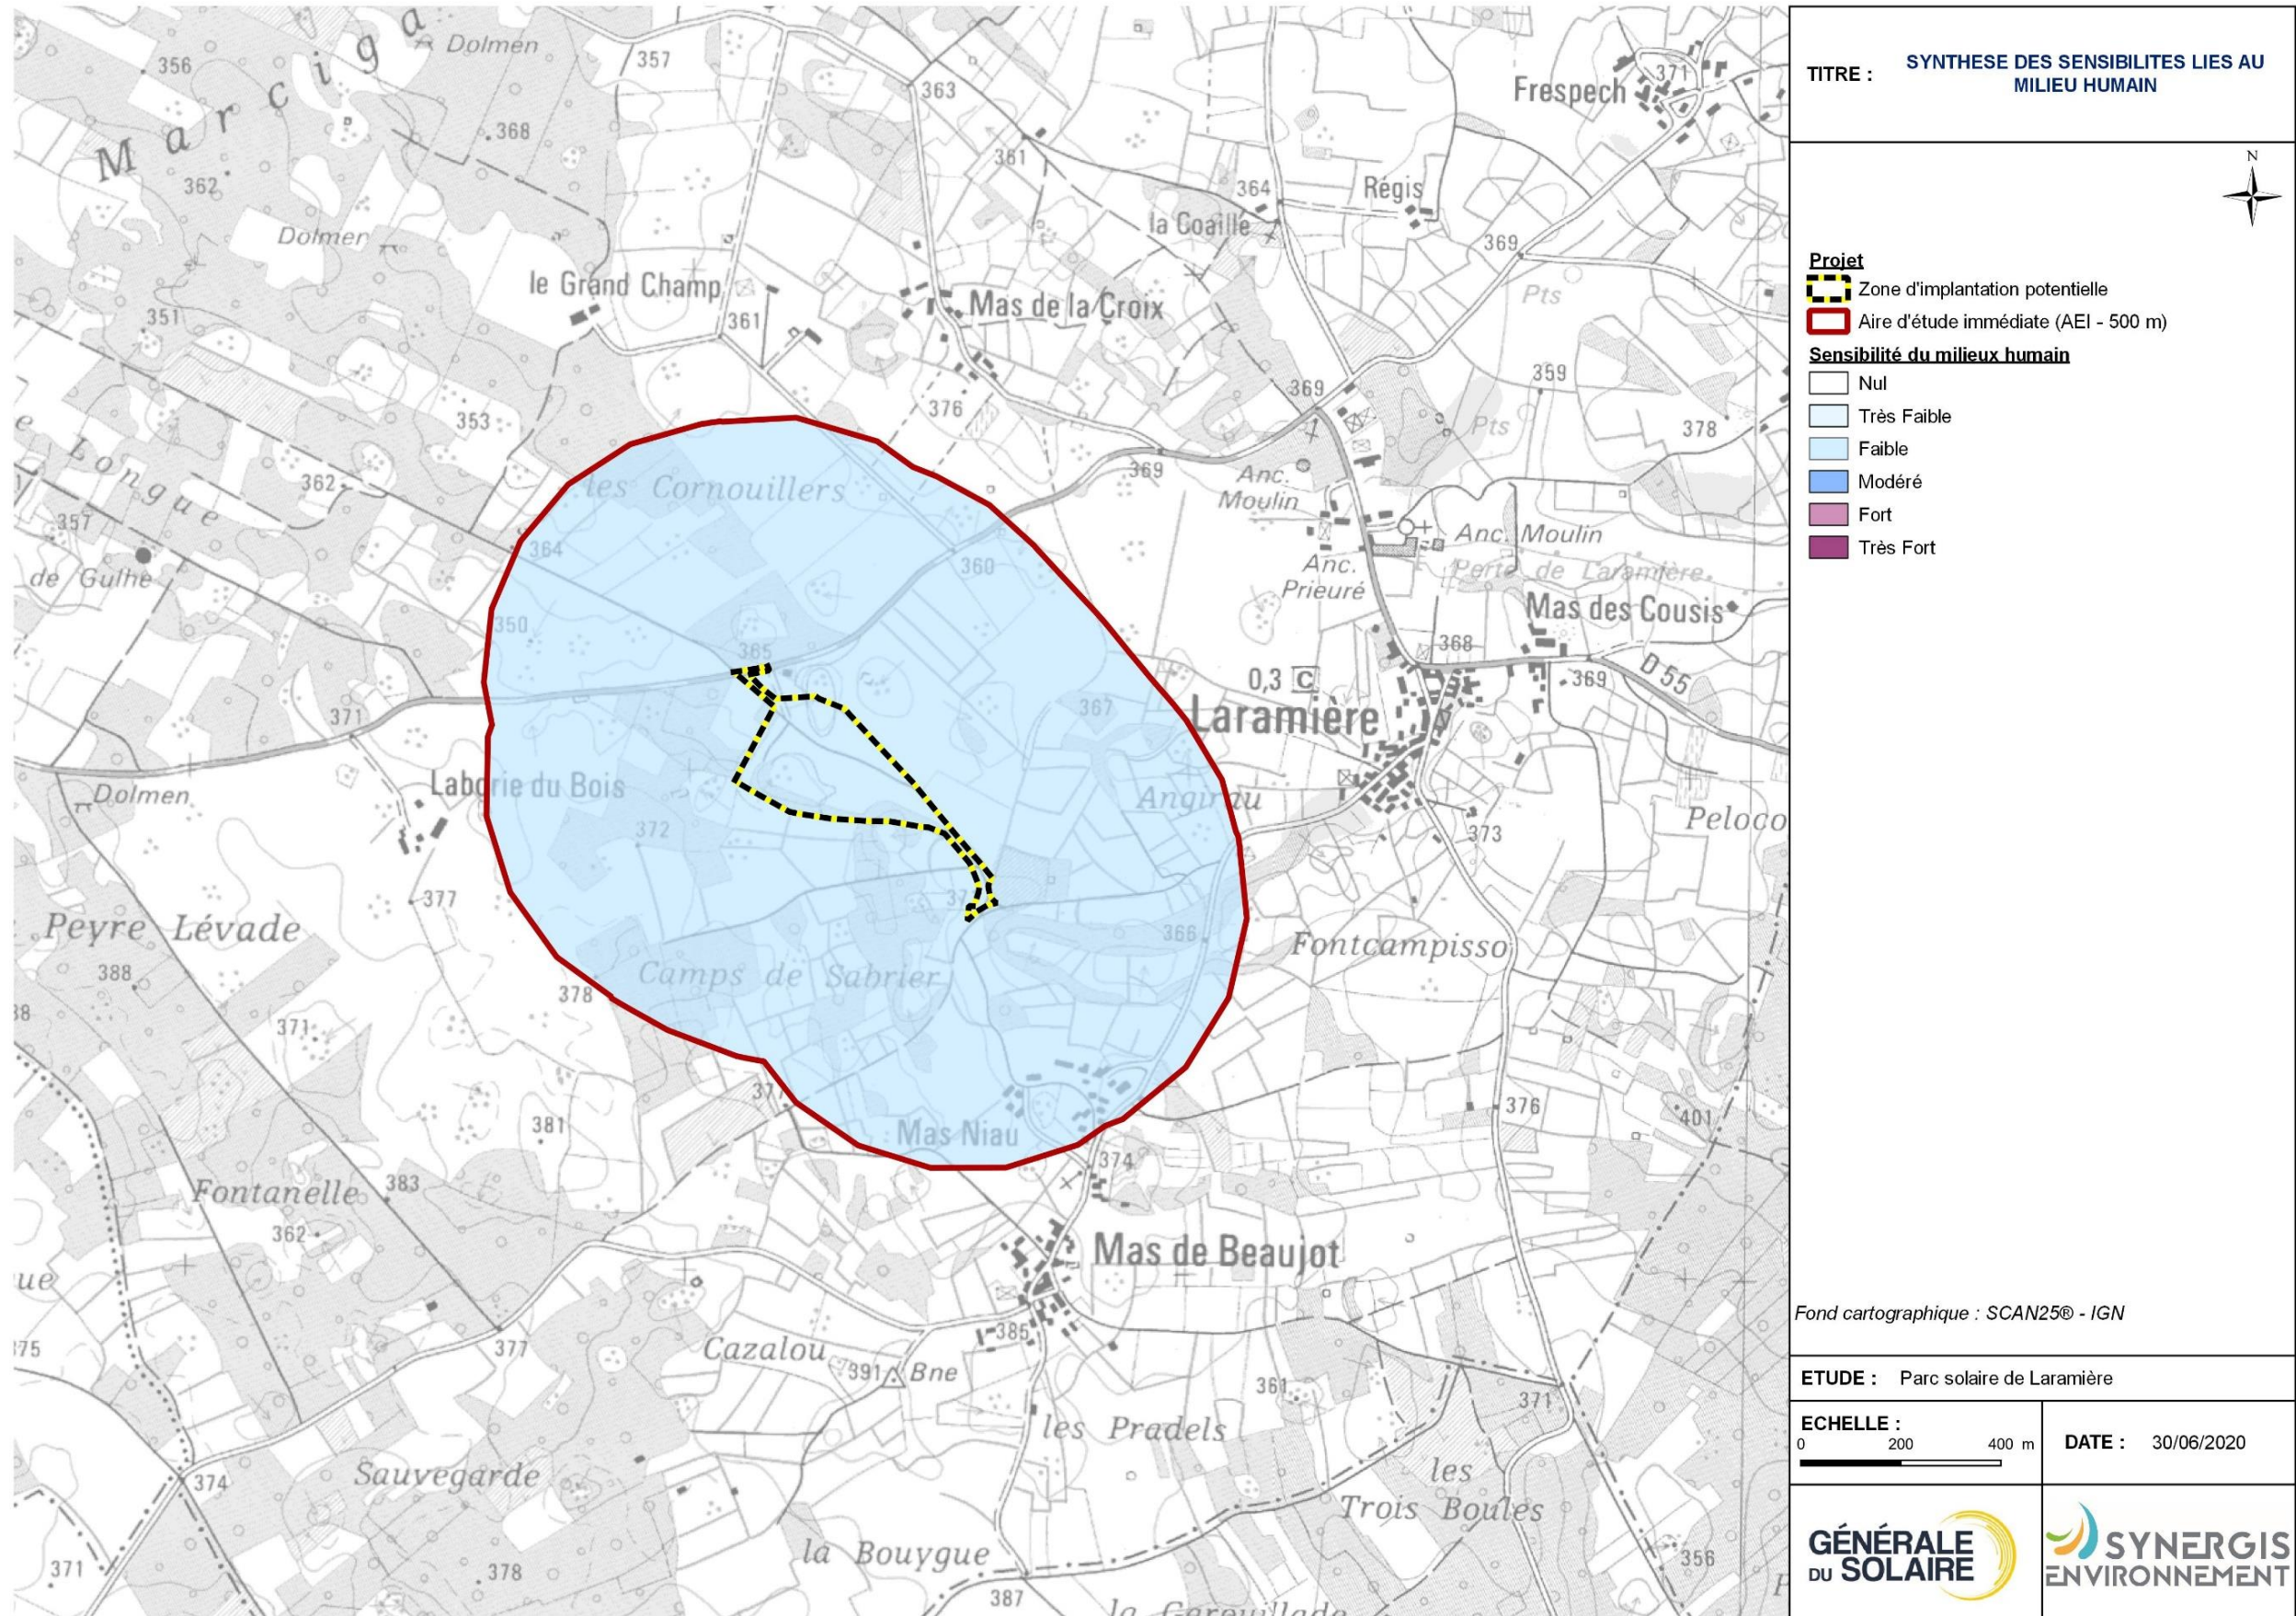 TITRE :
SYNTHESE DES SENSIBILITES LIES AU
MILIEU HUMAIN
N
Projet
Zone d'implantation potentielle
Aire d'étude immédiate (AEI - 500 m)
Sensibilité du milieux humain
Nul
Très Faible
Faible
Modéré
Fort
Très Fort
Fond cartographique : SCAN25® - IGN
ETUDE : Parc solaire de Laramière
ECHELLE :
0 200 400 m
DATE : 30/06/2020
GÉNÉRALE
DU SOLAIRE
SYNERGIS
ENVIRONNEMENT
Dolmen
356
357
363
Frespech
371
368
361
362
364
Régis
la Coaille
Dolmen
369
le Grand Champ
Mas de la Croix
Pts
351
361
359
369
353
376
Pts
378
Longue
362
les Cornouillers
369
Anc.
Moulin
357
364
Anc. Moulin
de Gulhe
360
Anc.
Prieuré
Perte de Laramière
Mas des Cousis
350
365
368
0,3 C
369
D 55
371
367
Laramière
Dolmen
Laborie du Bois
Angirau
Peloco
372
373
377
Peyre Lévade
366
Fontcampisso
388
Camps de Sabrier
378
371
377
376
401
381
Mas Niau
374
Fontanelle
383
362
Mas de Beaujot
377
385
Cazalou
391
Bne
361
371
les Pradels
374
Sauvegarde
les
Trois Boules
la Bouygue
356
371
378
387